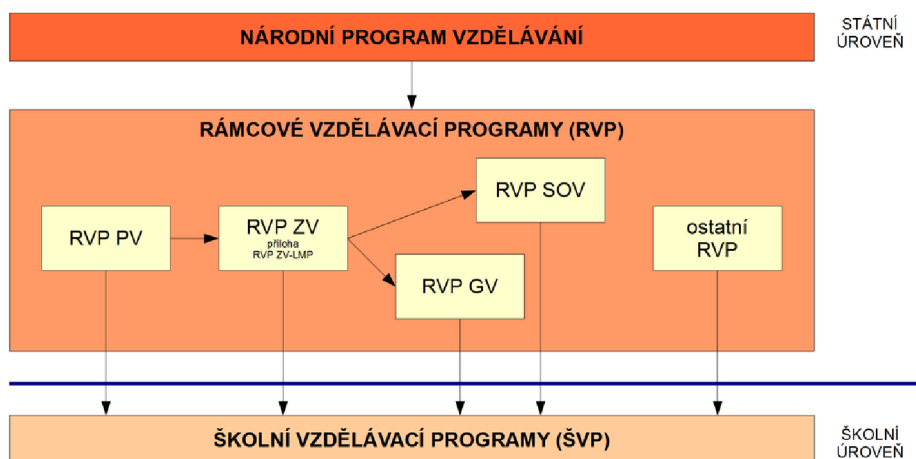 NÁRODNÍ PROGRAM VZDĚLÁVÁNÍ
STÁTNÍ
ÚROVEŇ
RÁMCOVÉ VZDĚLÁVACÍ PROGRAMY (RVP)
RVP SOV
RVP PV
RVP ZV
příloha
RVP ZV-LMP
ostatní
RVP
RVP GV
ŠKOLNÍ VZDĚLÁVACÍ PROGRAMY (ŠVP)
ŠKOLNÍ
ÚROVEŇ